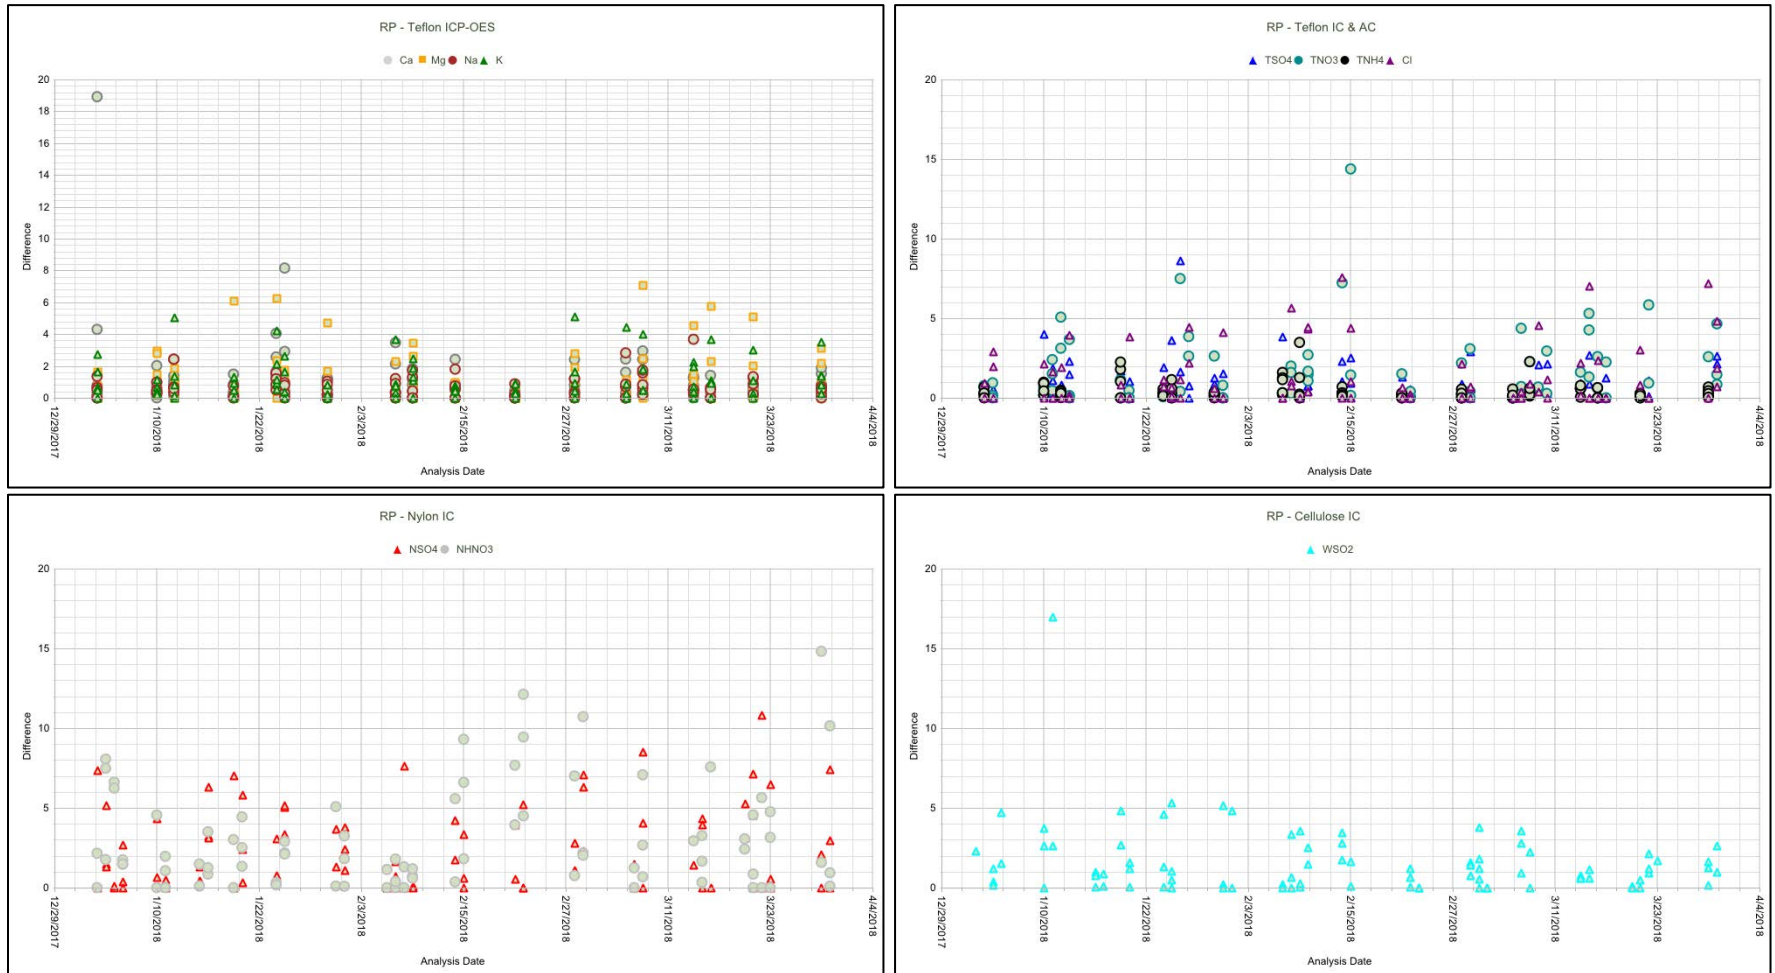 RP - Teflon ICP-OES
Ca Mg Na K
20
18
16
14
12
10
8
6
4
2
0
Difference
12/29/2017 1/10/2018 1/22/2018 2/3/2018 2/15/2018 2/27/2018 3/11/2018 3/23/2018 4/4/2018
Analysis Date
RP - Teflon IC & AC
TSO4 TNO3 TNH4 Cl
20
15
10
5
0
Difference
12/29/2017 1/10/2018 1/22/2018 2/3/2018 2/15/2018 2/27/2018 3/11/2018 3/23/2018 4/4/2018
Analysis Date
RP - Nylon IC
NSO4 NHNO3
20
15
10
5
0
Difference
12/29/2017 1/10/2018 1/22/2018 2/3/2018 2/15/2018 2/27/2018 3/11/2018 3/23/2018 4/4/2018
Analysis Date
RP - Cellulose IC
WSO2
20
15
10
5
0
Difference
12/29/2017 1/10/2018 1/22/2018 2/3/2018 2/15/2018 2/27/2018 3/11/2018 3/23/2018 4/4/2018
Analysis Date